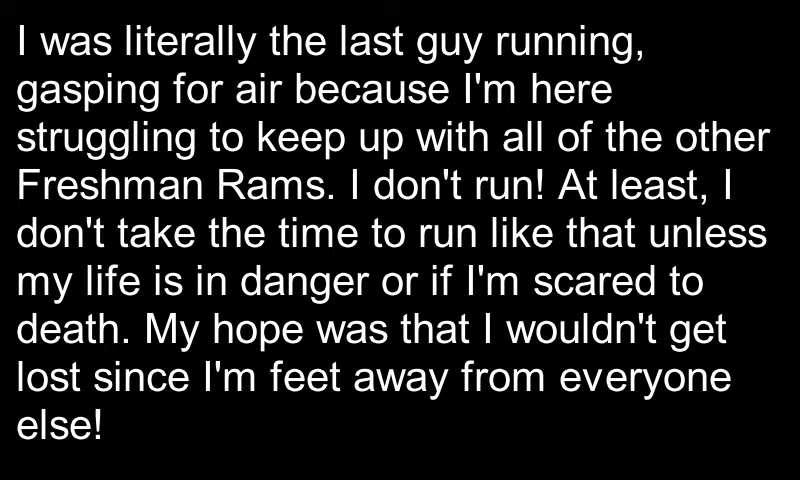 I was literally the last guy running,
gasping for air because I'm here
struggling to keep up with all of the other
Freshman Rams. I don't run! At least, I
don't take the time to run like that unless
my life is in danger or if I'm scared to
death. My hope was that I wouldn't get
lost since I'm feet away from everyone
else!